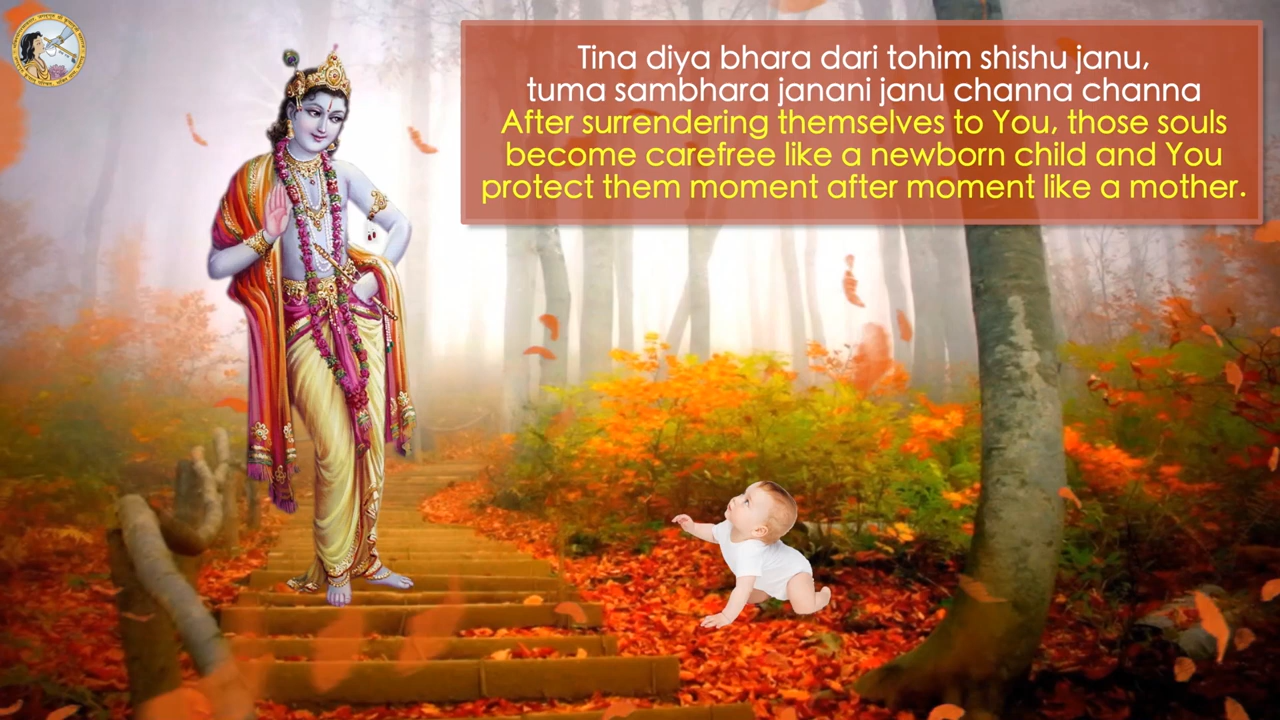 Tina diya bhara dari tohim shishu janu,
tuma sambhara janani janu channa channa
After surrendering themselves to You, those souls
become carefree like a newborn child and You
protect them moment after moment like a mother.